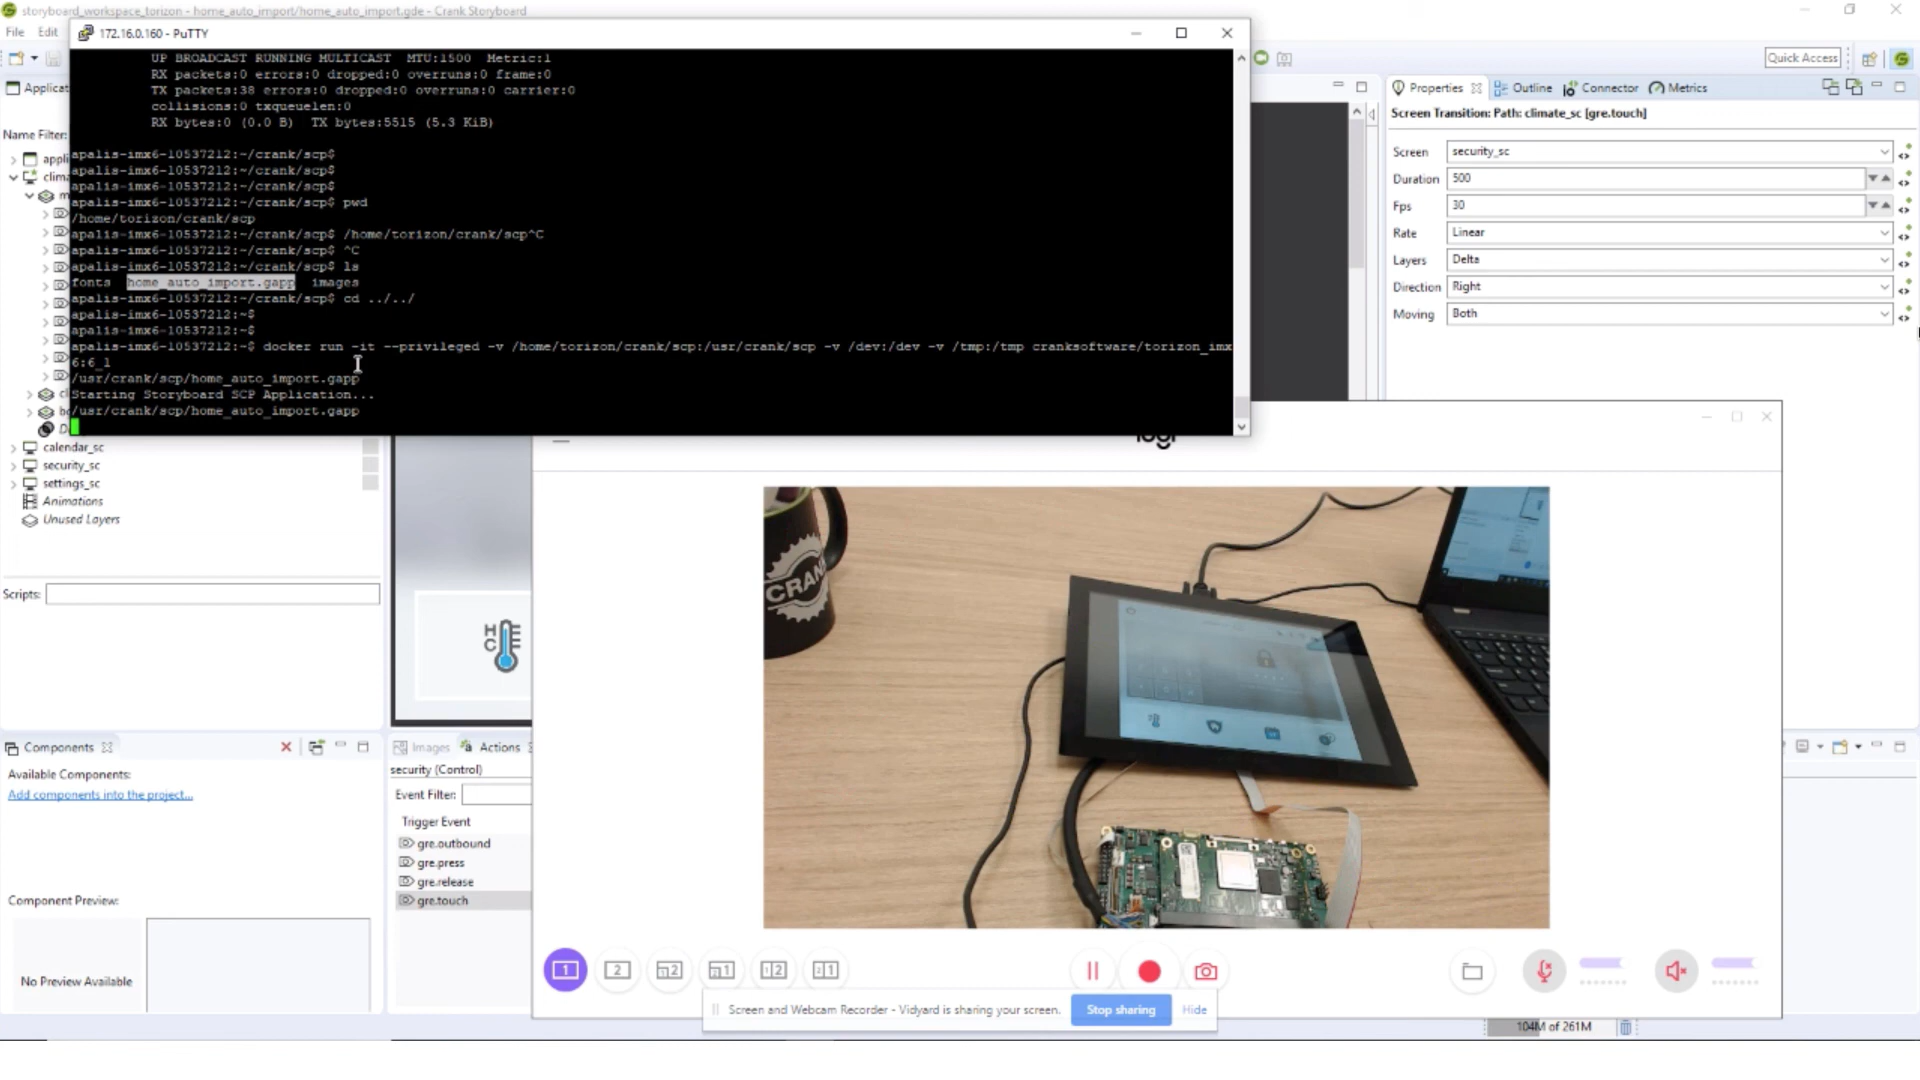 storyboard_workspace_torizon - home_auto_import/home_auto_import.gde - Crank Storyboard
File Edit
172.16.0.160 - PuTTY
UP BROADCAST RUNNING MULTICAST MTU:1500 Metric:1
RX packets:0 errors:0 dropped:0 overruns:0 frame:0
TX packets:38 errors:0 dropped:0 overruns:0 carrier:0
collisions:0 txqueuelen:0
RX bytes:0 (0.0 B) TX bytes:5515 (5.3 KiB)
apalis-imx6-10537212:~/crank/scp$
apalis-imx6-10537212:~/crank/scp$
apalis-imx6-10537212:~/crank/scp$
apalis-imx6-10537212:~/crank/scp$ pwd
/home/torizon/crank/scp
apalis-imx6-10537212:~/crank/scp$ /home/torizon/crank/scp^C
apalis-imx6-10537212:~/crank/scp$ ^C
apalis-imx6-10537212:~/crank/scp$ ls
fonts home_auto_import.gapp images
apalis-imx6-10537212:~/crank/scp$ cd ../../
apalis-imx6-10537212:~$
apalis-imx6-10537212:~$
apalis-imx6-10537212:~$ docker run -it --privileged -v /home/torizon/crank/scp:/usr/crank/scp -v /dev:/dev -v /tmp:/tmp cranksoftware/torizon_imx
6:6_1
/usr/crank/scp/home_auto_import.gapp
Starting Storyboard SCP Application...
/usr/crank/scp/home_auto_import.gapp
Quick Access
Applicat
Name Filter:
appli
clima
m
cl
b
D
calendar_sc
security_sc
settings_sc
Animations
Unused Layers
Scripts:
Properties Outline Connector Metrics
Screen Transition: Path: climate_sc [gre.touch]
Screen security_sc
Duration 500
Fps 30
Rate Linear
Layers Delta
Direction Right
Moving Both
logi
H
C
CRANK
Components
Available Components:
Add components into the project...
Component Preview:
No Preview Available
Images Actions
security (Control)
Event Filter:
Trigger Event
gre.outbound
gre.press
gre.release
gre.touch
1 2 12 21 12 21
Screen and Webcam Recorder - Vidyard is sharing your screen. Stop sharing Hide
104M of 261M